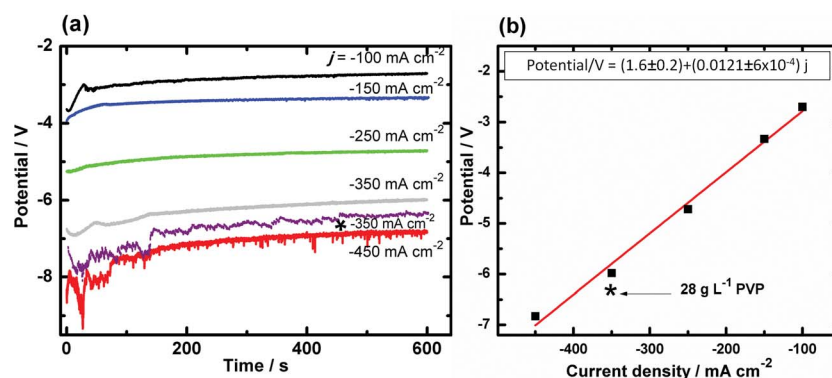 (a)
Potential / V
-2
-4
-6
-8
0
200
400
600
Time / s
j = -100 mA cm-2
-150 mA cm-2
-250 mA cm-2
-350 mA cm-2
* -350 mA cm-2
-450 mA cm-2
(b)
Potential/V = (1.6±0.2)+(0.0121±6x10-4) j
Potential / V
-2
-3
-4
-5
-6
-7
* 28 g L-1 PVP
-400
-300
-200
-100
Current density / mA cm-2